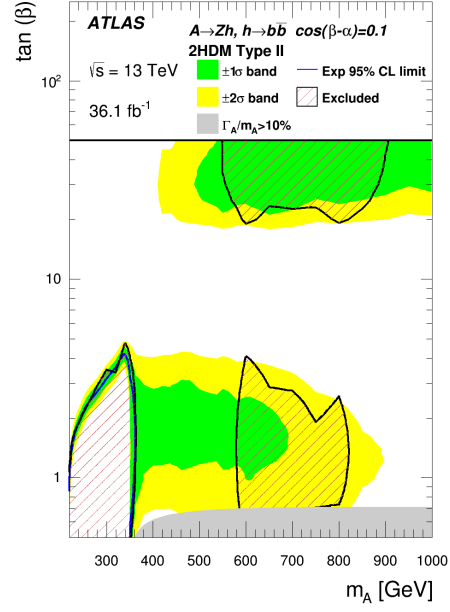 ATLAS
A→Zh, h→bb̅ cos(β-α)=0.1
2HDM Type II
√s = 13 TeV
36.1 fb⁻¹
±1σ band
Exp 95% CL limit
±2σ band
Excluded
Γ_A/m_A>10%
tan (β)
10²
10
1
300 400 500 600 700 800 900 1000
m_A [GeV]